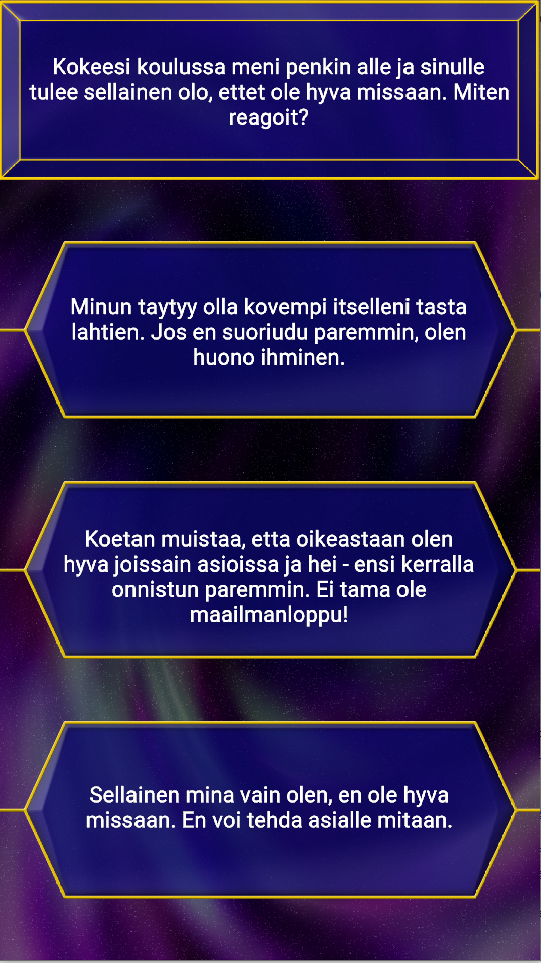 Kokeesi koulussa meni penkin alle ja sinulle
tulee sellainen olo, ettet ole hyva missaan. Miten
reagoit?
Minun taytyy olla kovempi itselleni tasta
lahtien. Jos en suoriudu paremmin, olen
huono ihminen.
Koetan muistaa, etta oikeastaan olen
hyva joissain asioissa ja hei - ensi kerralla
onnistun paremmin. Ei tama ole
maailmanloppu!
Sellainen mina vain olen, en ole hyva
missaan. En voi tehda asialle mitaan.